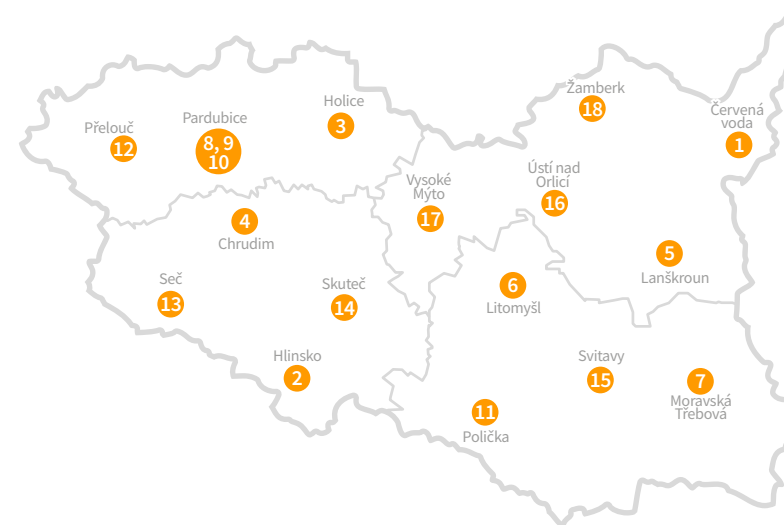 Žamberk
18
Červená
voda
1
Holice
3
Pardubice
8, 9
10
Přelouč
12
Ústí nad
Orlicí
16
Vysoké
Mýto
17
4
Chrudim
5
Lanškroun
Seč
13
Skuteč
14
6
Litomyšl
Hlinsko
2
Svitavy
15
7
Moravská
Třebová
11
Polička